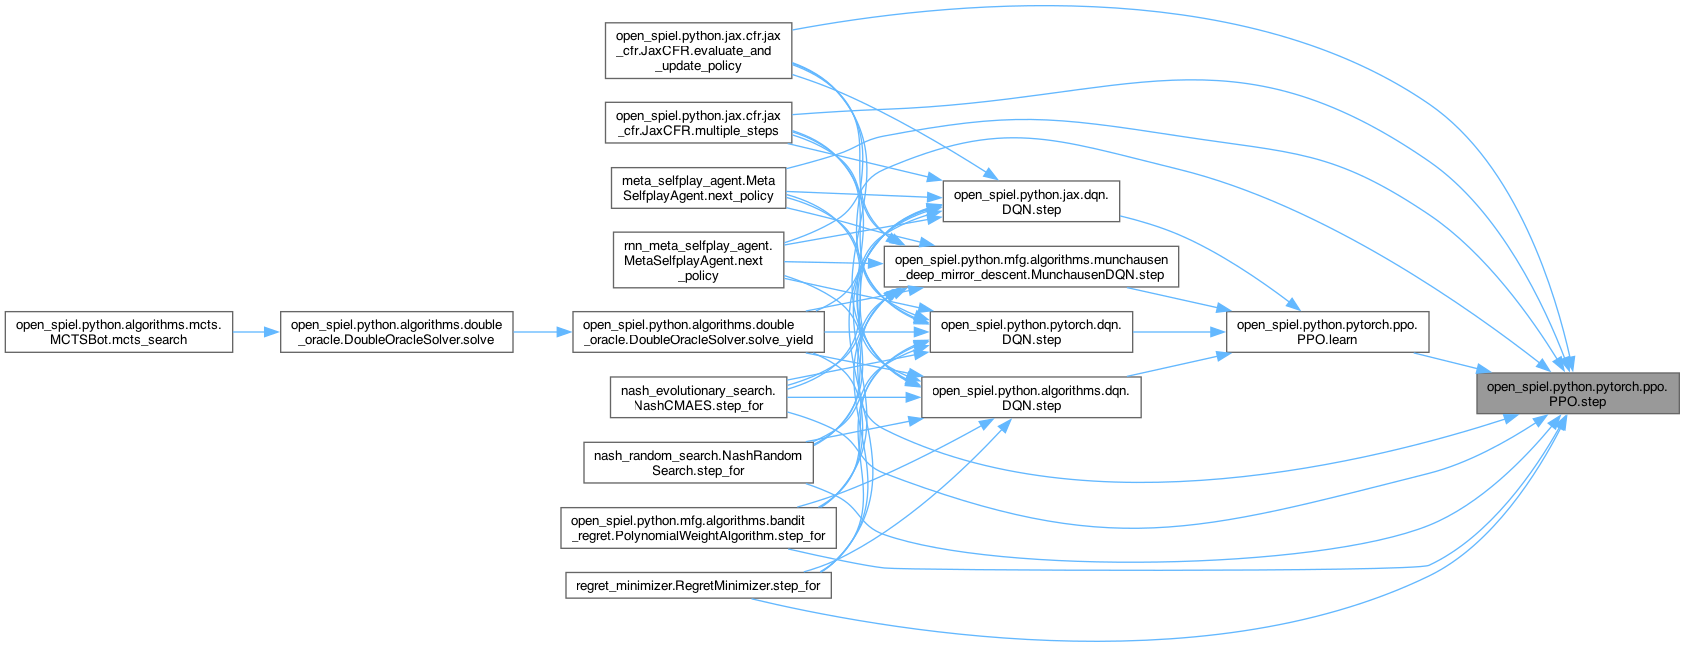 open_spiel.python.jax.cfr.jax
_cfr.JaxCFR.evaluate_and
_update_policy
open_spiel.python.jax.cfr.jax
_cfr.JaxCFR.multiple_steps
meta_selfplay_agent.Meta
SelfplayAgent.next_policy
rnn_meta_selfplay_agent.
MetaSelfplayAgent.next
_policy
open_spiel.python.algorithms.mcts.
MCTSBot.mcts_search
open_spiel.python.algorithms.double
_oracle.DoubleOracleSolver.solve
open_spiel.python.algorithms.double
_oracle.DoubleOracleSolver.solve_yield
nash_evolutionary_search.
NashCMAES.step_for
nash_random_search.NashRandom
Search.step_for
open_spiel.python.mfg.algorithms.bandit
_regret.PolynomialWeightAlgorithm.step_for
regret_minimizer.RegretMinimizer.step_for
open_spiel.python.jax.dqn.
DQN.step
open_spiel.python.mfg.algorithms.munchausen
_deep_mirror_descent.MunchausenDQN.step
open_spiel.python.pytorch.dqn.
DQN.step
open_spiel.python.algorithms.dqn.
DQN.step
open_spiel.python.pytorch.ppo.
PPO.learn
open_spiel.python.pytorch.ppo.
PPO.step